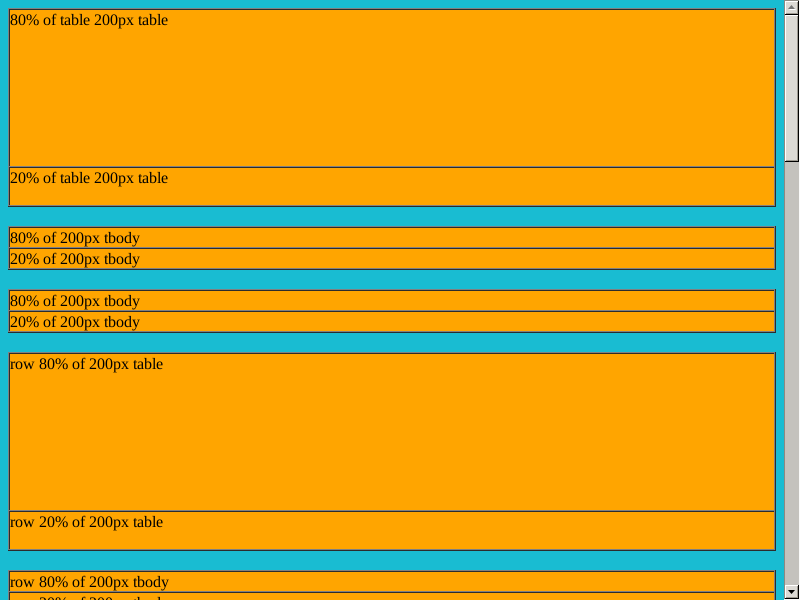 80% of table 200px table
20% of table 200px table
80% of 200px tbody
20% of 200px tbody
80% of 200px tbody
20% of 200px tbody
row 80% of 200px table
row 20% of 200px table
row 80% of 200px tbody